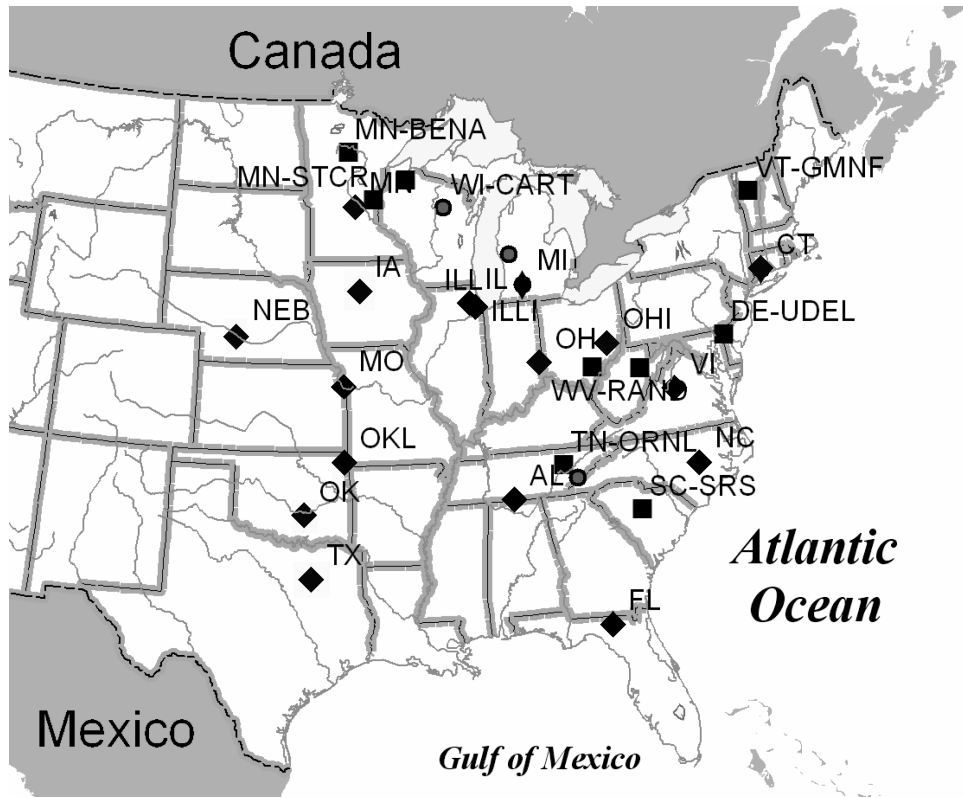 Canada
MN-BENA
VT-GMNF
MN-STCR
MN
WI-CART
CT
IA
MI
ILLIL
ILLI
NEB
DE-UDEL
OH
OHI
MO
VI
WV-RAND
OKL
TN-ORNL
NC
AL
OK
SC-SRS
TX
Atlantic
Ocean
FL
Mexico
Gulf of Mexico